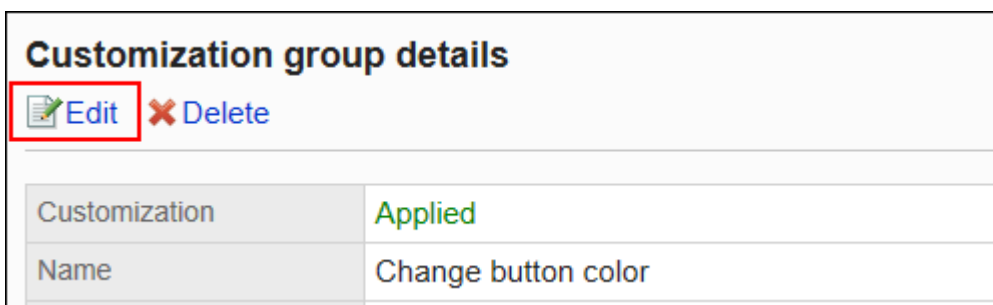 Customization group details
Edit Delete
Customization Applied
Name Change button color